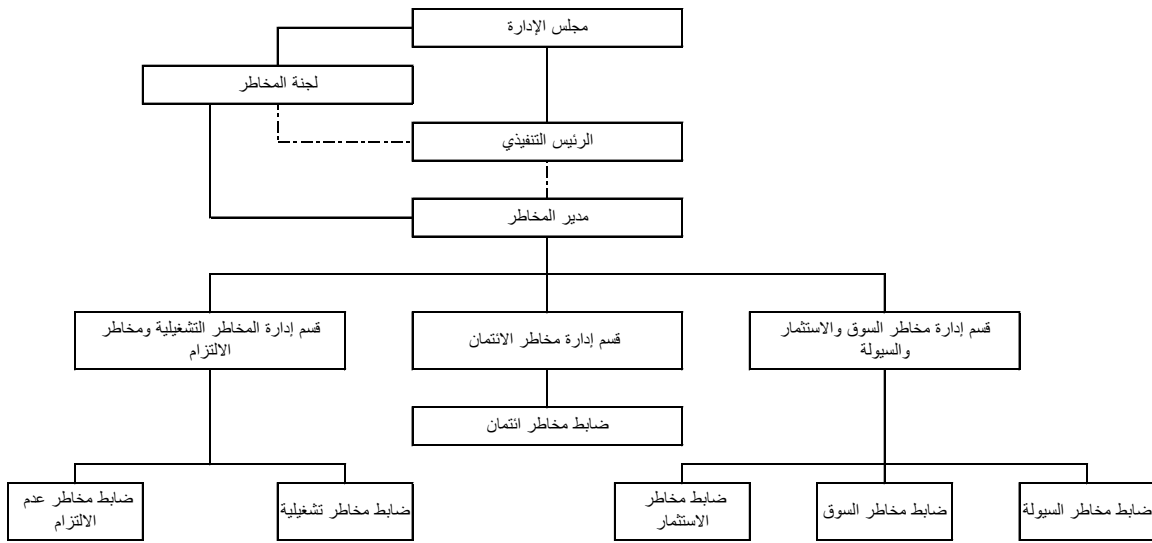 مجلس الإدارة
لجنة المخاطر
الرئيس التنفيذي
مدير المخاطر
قسم إدارة مخاطر السوق والاستثمار
والسيولة
قسم إدارة مخاطر الائتمان
قسم إدارة المخاطر التشغيلية ومخاطر
الالتزام
ضابط مخاطر ائتمان
ضابط مخاطر السيولة
ضابط مخاطر السوق
ضابط مخاطر
الاستثمار
ضابط مخاطر تشغيلية
ضابط مخاطر عدم
الالتزام